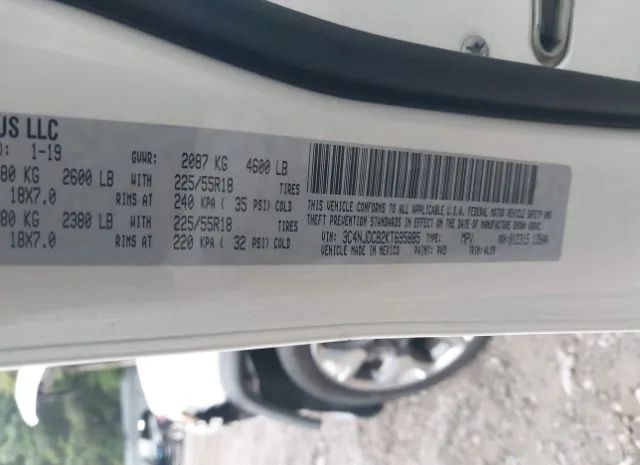 US LLC
1-19
GVWR: 2087 KG 4600 LB
80 KG 2600 LB WITH 225/55R18 TIRES
18X7.0 RIMS AT 240 KPA ( 35 PSI) COLD
80 KG 2380 LB WITH 225/55R18 TIRES
18X7.0 RIMS AT 220 KPA ( 32 PSI) COLD
THIS VEHICLE CONFORMS TO ALL APPLICABLE U.S.A. FEDERAL MOTOR VEHICLE SAFETY AND
THEFT PREVENTION STANDARDS IN EFFECT ON THE DATE OF MANUFACTURE SHOWN ABOVE.
VIN: 3C4NJDCB2KT695885 TYPE: MPV
VEHICLE MADE IN MEXICO PAINT: PW9 TRIM: